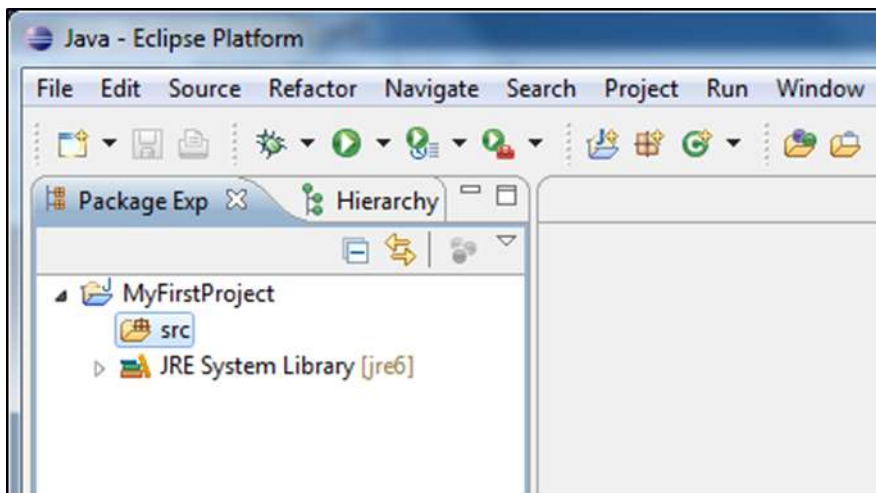 Java - Eclipse Platform
File Edit Source Refactor Navigate Search Project Run Window
Package Exp Hierarchy
MyFirstProject
src
JRE System Library [jre6]